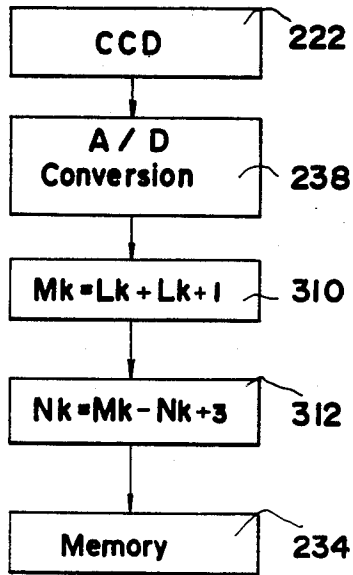 CCD
222
A / D
Conversion
238
Mk=Lk+Lk+1
310
Nk=Mk-Nk+3
312
Memory
234